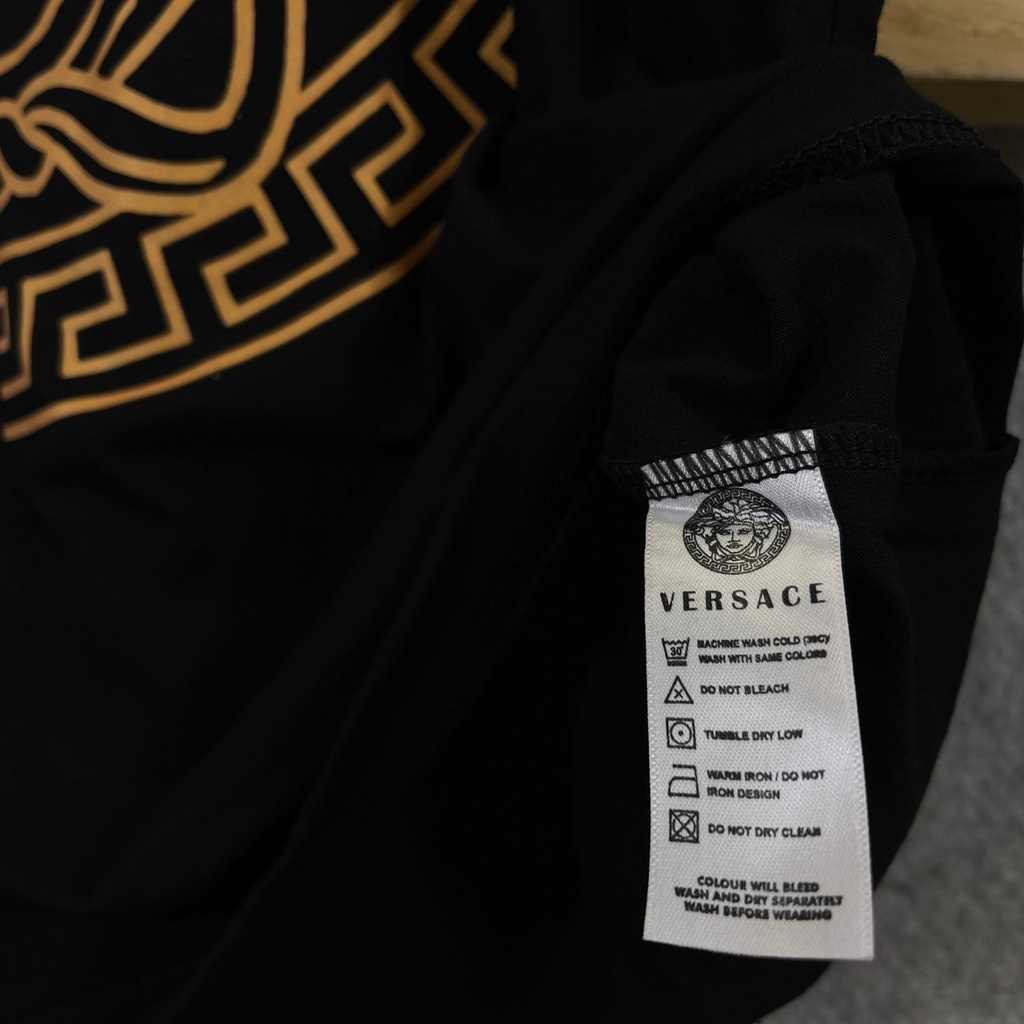 VERSACE
30°
MACHINE WASH COLD (30C)/
WASH WITH SAME COLORS
DO NOT BLEACH
TUMBLE DRY LOW
WARM IRON / DO NOT
IRON DESIGN
DO NOT DRY CLEAN
COLOUR WILL BLEED
WASH AND DRY SEPARATELY
WASH BEFORE WEARING